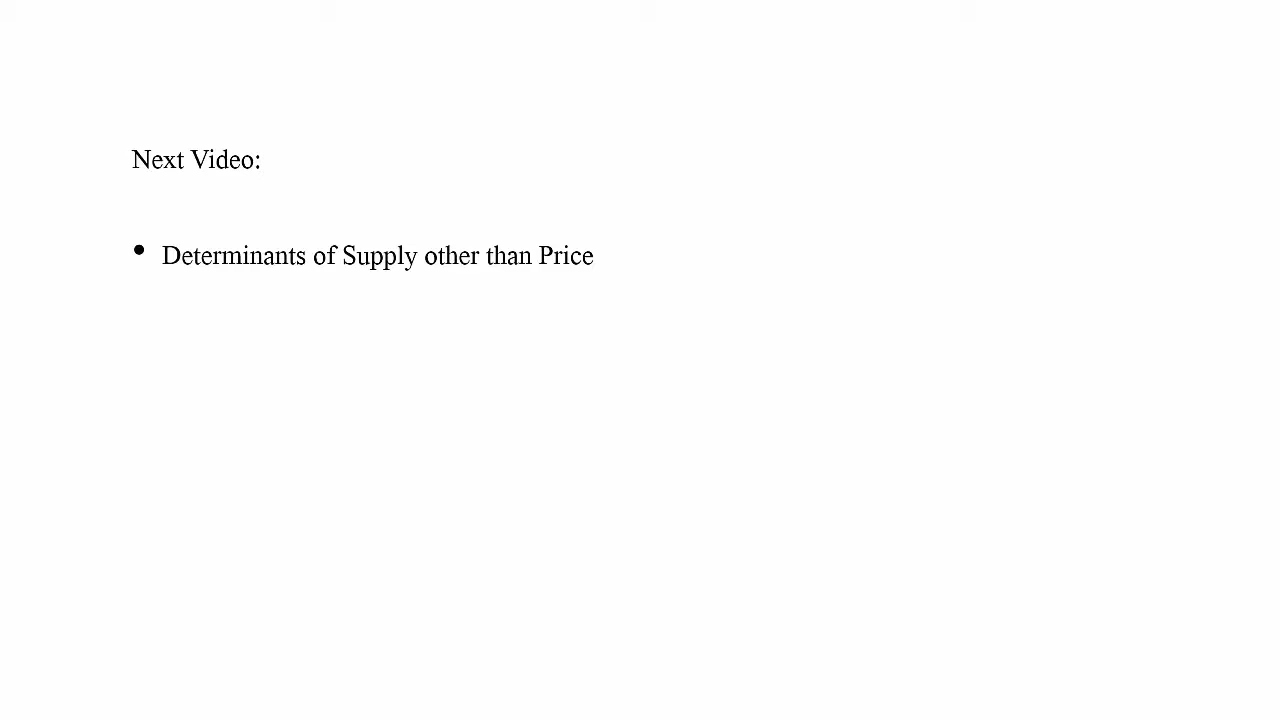 Next Video:
• Determinants of Supply other than Price